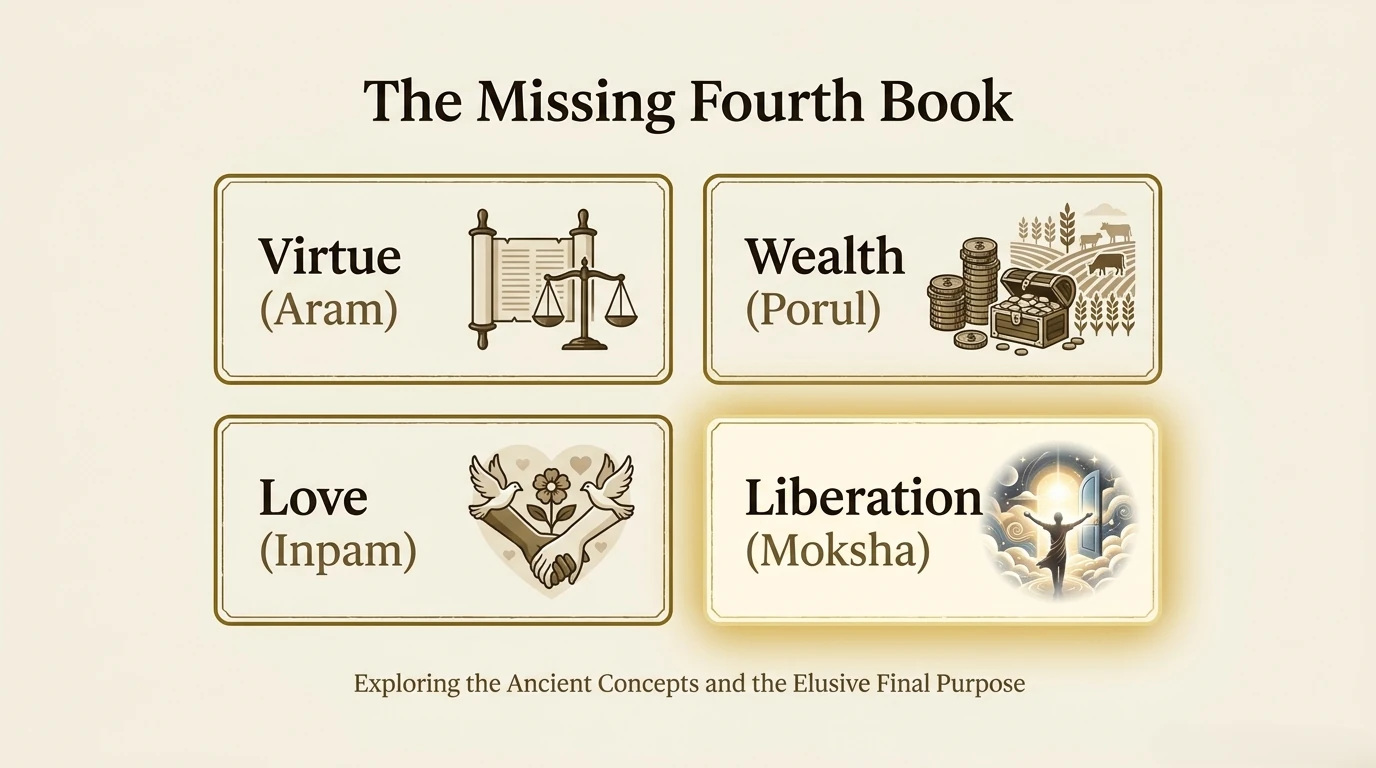 The Missing Fourth Book
Virtue
(Aram)
Wealth
(Porul)
Love
(Inpam)
Liberation
(Moksha)
Exploring the Ancient Concepts and the Elusive Final Purpose